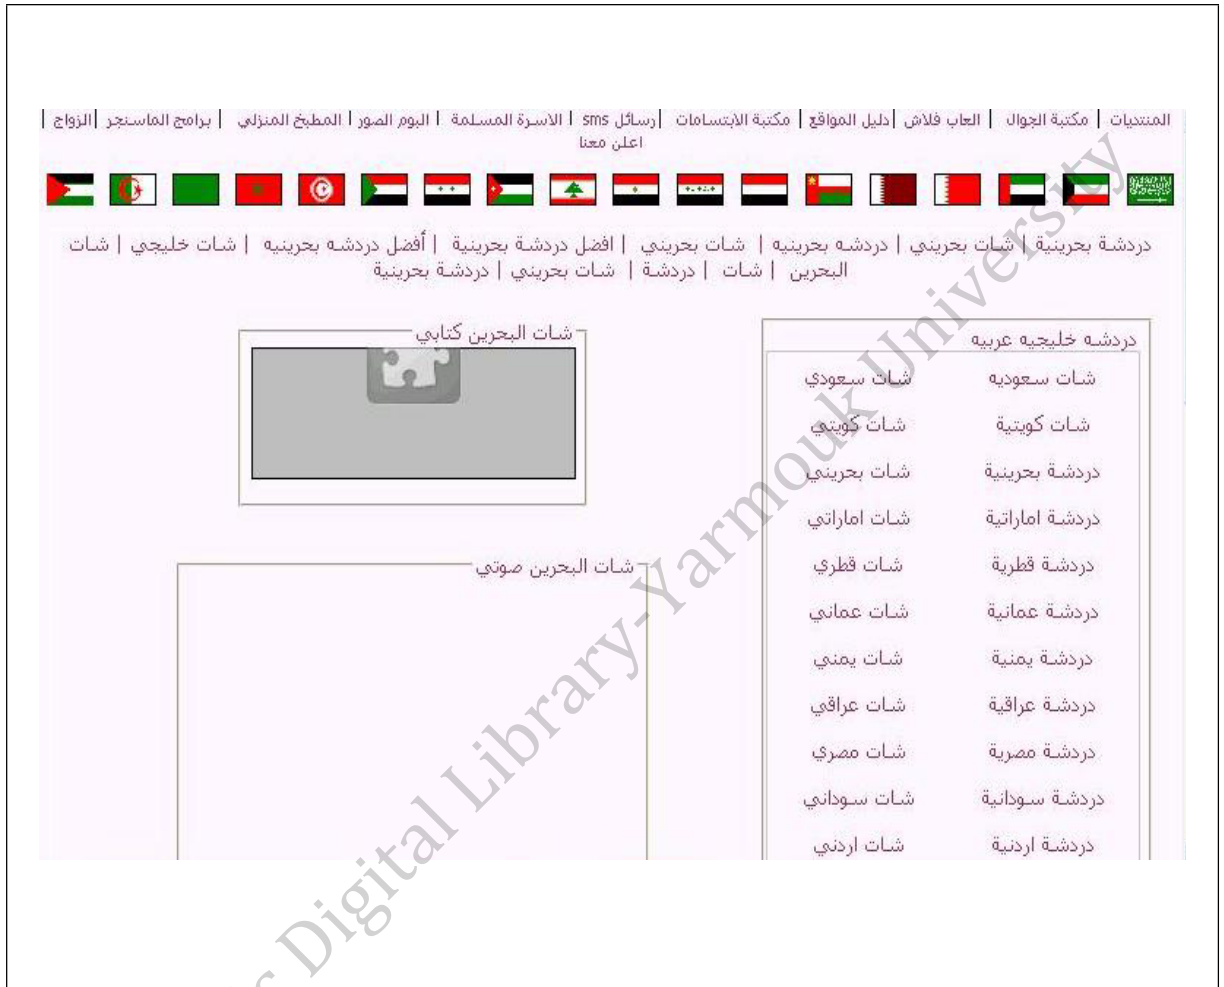 المنتديات | مكتبة الجوال | العاب فلاش | دليل المواقع | مكتبة الابتسامات | رسائل sms | الاسرة المسلمة | البوم الصور | المطبخ المنزلي | برامج الماسنجر | الزواج |
اعلن معنا
دردشة بحرينية | شات بحريني | دردشه بحرينيه | شات بحريني | افضل دردشة بحرينية | أفضل دردشه بحرينيه | شات خليجي | شات
البحرين | شات | دردشة | شات بحريني | دردشة بحرينية
دردشه خليجيه عربيه
شات سعوديه شات سعودي
شات كويتية شات كويتي
دردشة بحرينية شات بحريني
دردشة اماراتية شات اماراتي
دردشة قطرية شات قطري
دردشة عمانية شات عماني
دردشة يمنية شات يمني
دردشة عراقية شات عراقي
دردشة مصرية شات مصري
دردشة سودانية شات سوداني
دردشة اردنية شات اردني
شات البحرين كتابي
شات البحرين صوتي
Digital Library-Yarmouk University